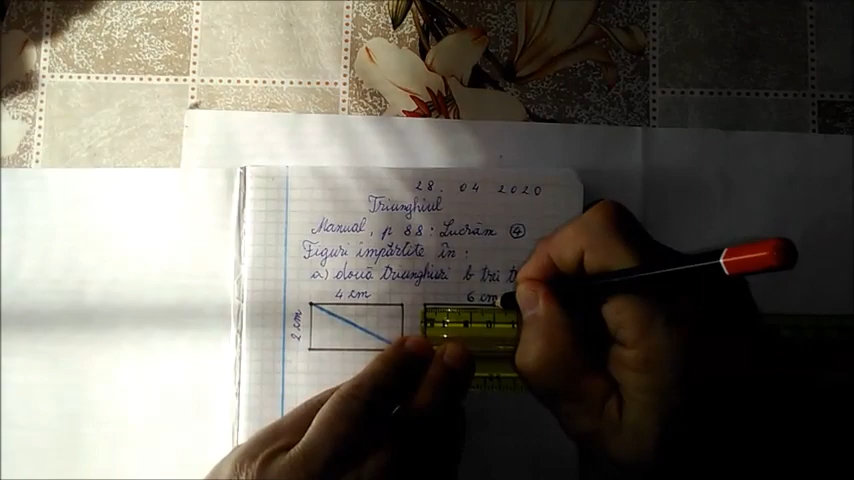 28. 04 2020
Triunghiul
Manual, p 88: Lucrăm ④
Figuri împărțite în:
a) două triunghiuri b trei
4 cm
6 cm
2 cm